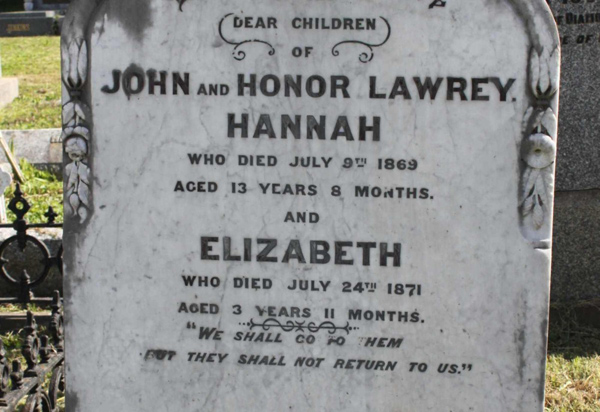 DEAR CHILDREN
OF
JOHN AND HONOR LAWREY.
HANNAH
WHO DIED JULY 9TH 1869
AGED 13 YEARS 8 MONTHS.
AND
ELIZABETH
WHO DIED JULY 24TH 1871
AGED 3 YEARS 11 MONTHS.
"WE SHALL GO TO THEM
BUT THEY SHALL NOT RETURN TO US."